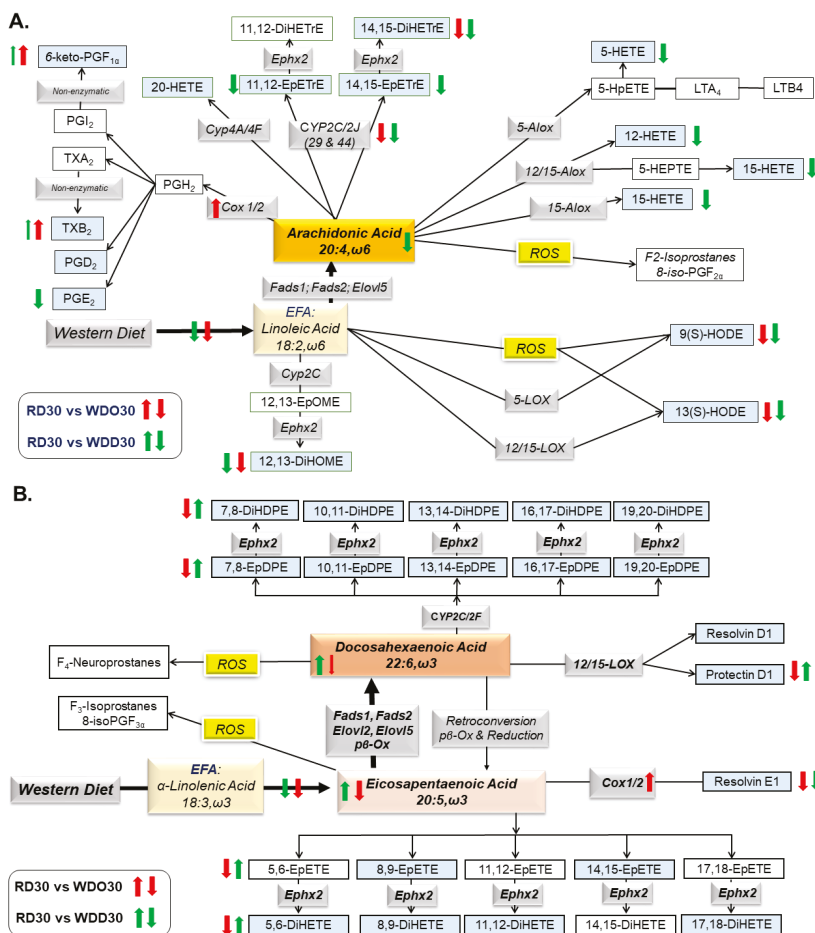 A.
11,12-DiHETrE
14,15-DiHETrE
6-keto-PGF1α
Ephx2
Ephx2
5-HETE
Non-enzymatic
20-HETE
11,12-EpETrE
14,15-EpETrE
5-HpETE
LTA4
LTB4
PGI2
Cyp4A/4F
CYP2C/2J
(29 & 44)
5-Alox
12-HETE
TXA2
12/15-Alox
5-HEPTE
15-HETE
Non-enzymatic
PGH2
15-Alox
15-HETE
Cox 1/2
TXB2
Arachidonic Acid
20:4,ω6
ROS
F2-Isoprostanes
8-iso-PGF2α
PGD2
PGE2
Fads1; Fads2; Elovl5
Western Diet
EFA:
Linoleic Acid
18:2,ω6
9(S)-HODE
ROS
Cyp2C
RD30 vs WDO30
12,13-EpOME
5-LOX
13(S)-HODE
RD30 vs WDD30
Ephx2
12/15-LOX
12,13-DiHOME
B.
7,8-DiHDPE
10,11-DiHDPE
13,14-DiHDPE
16,17-DiHDPE
19,20-DiHDPE
Ephx2
Ephx2
Ephx2
Ephx2
Ephx2
7,8-EpDPE
10,11-EpDPE
13,14-EpDPE
16,17-EpDPE
19,20-EpDPE
CYP2C/2F
Resolvin D1
F4-Neuroprostanes
ROS
Docosahexaenoic Acid
22:6,ω3
12/15-LOX
Protectin D1
F3-Isoprostanes
8-isoPGF3α
ROS
Fads1, Fads2
Elovl2, Elovl5
pβ-Ox
Retroconversion
pβ-Ox & Reduction
Western Diet
EFA:
α-Linolenic Acid
18:3,ω3
Eicosapentaenoic Acid
20:5,ω3
Cox1/2
Resolvin E1
5,6-EpETE
8,9-EpETE
11,12-EpETE
14,15-EpETE
17,18-EpETE
RD30 vs WDO30
Ephx2
Ephx2
Ephx2
Ephx2
Ephx2
RD30 vs WDD30
5,6-DiHETE
8,9-DiHETE
11,12-DiHETE
14,15-DiHETE
17,18-DiHETE